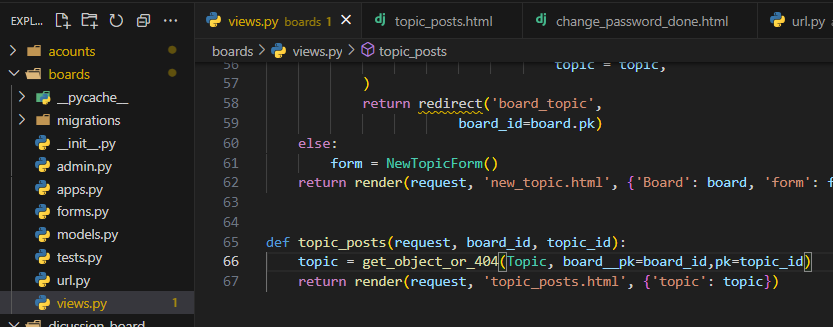 EXPL...
views.py boards 1
topic_posts.html
change_password_done.html
url.py
acounts
boards
__pycache__
migrations
__init__.py
admin.py
apps.py
forms.py
models.py
tests.py
url.py
views.py 1
dicussion_board
boards > views.py > topic_posts
56 topic = topic,
57 )
58 return redirect('board_topic',
59 board_id=board.pk)
60 else:
61 form = NewTopicForm()
62 return render(request, 'new_topic.html', {'Board': board, 'form': f
63
64
65 def topic_posts(request, board_id, topic_id):
66 topic = get_object_or_404(Topic, board__pk=board_id,pk=topic_id)
67 return render(request, 'topic_posts.html', {'topic': topic})